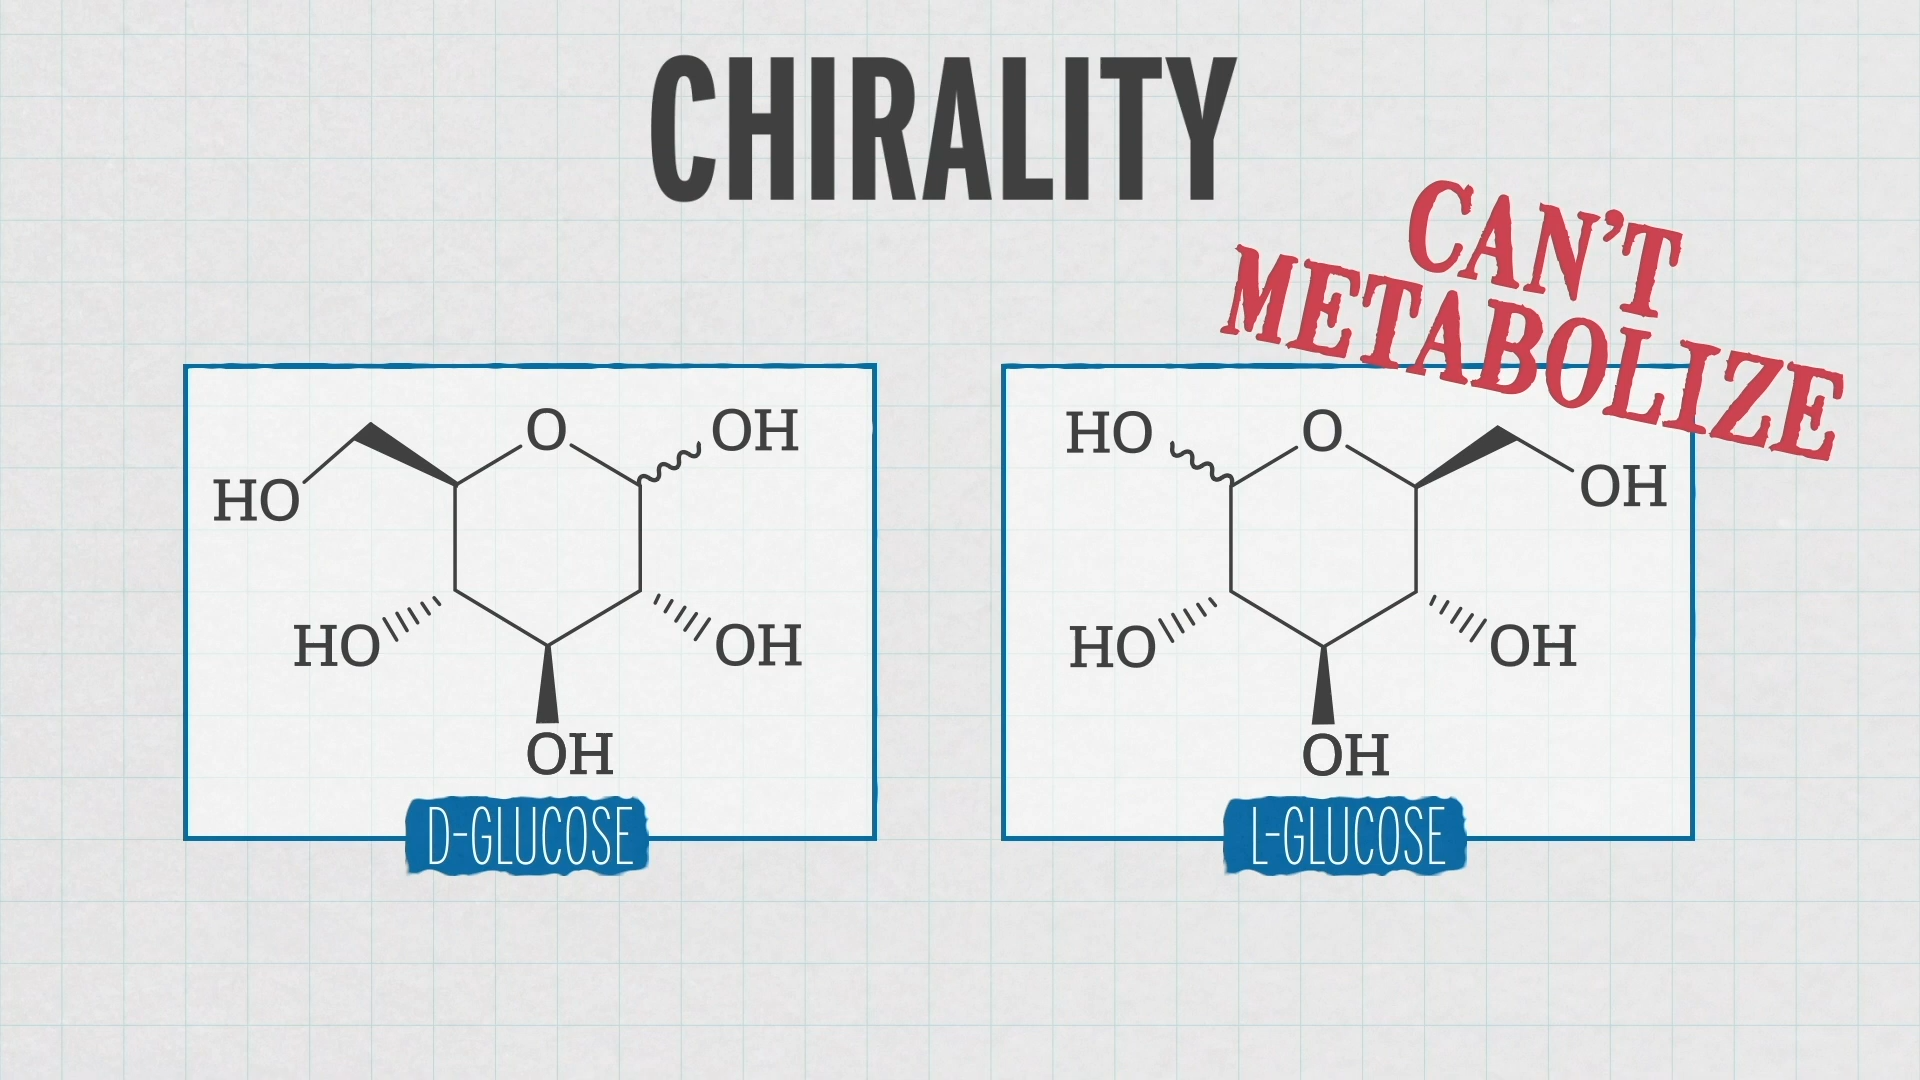 CHIRALITY
CAN'T
METABOLIZE
O
OH
HO
HO
OH
OH
D-GLUCOSE
HO
O
OH
HO
OH
OH
L-GLUCOSE